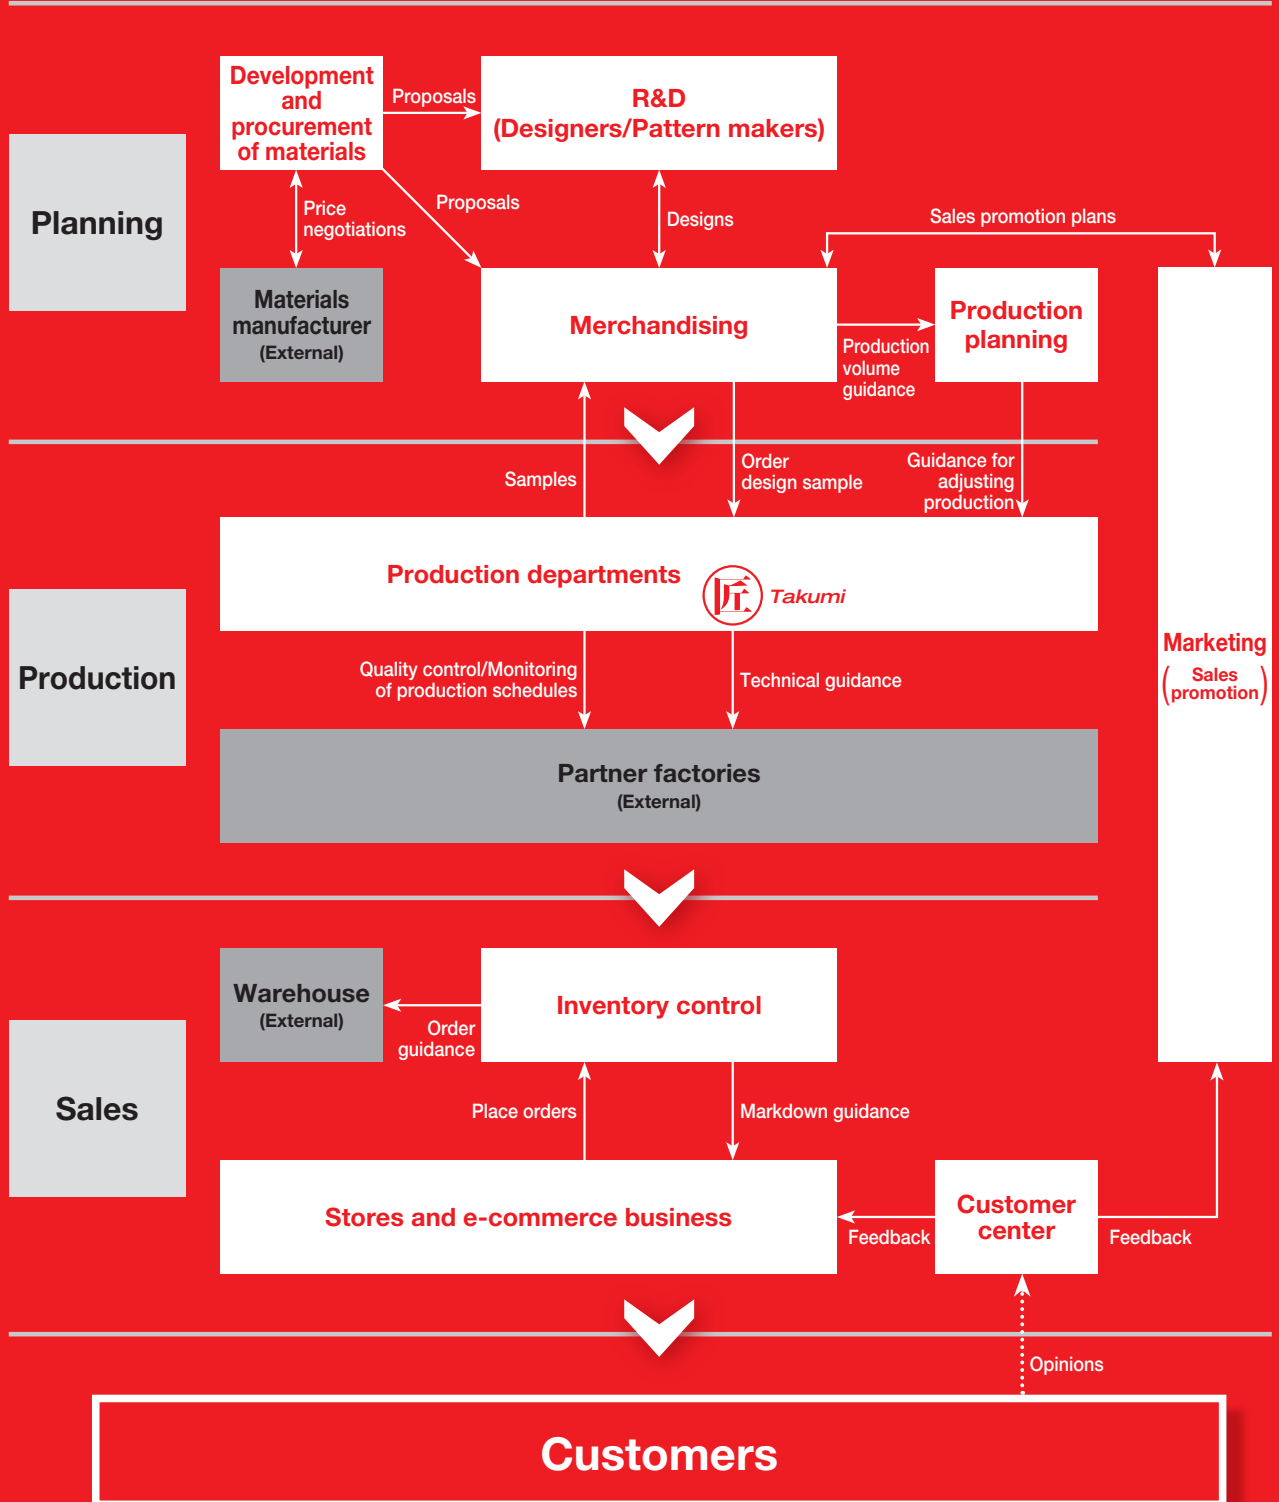 Development
and
procurement
of materials
Proposals
R&D
(Designers/Pattern makers)
Planning
Price
negotiations
Proposals
Designs
Sales promotion plans
Materials
manufacturer
(External)
Merchandising
Production
volume
guidance
Production
planning
Samples
Order
design sample
Guidance for
adjusting
production
Production departments
匠
Takumi
Production
Quality control/Monitoring
of production schedules
Technical guidance
Marketing
(Sales
promotion)
Partner factories
(External)
Warehouse
(External)
Order
guidance
Inventory control
Sales
Place orders
Markdown guidance
Stores and e-commerce business
Feedback
Customer
center
Feedback
Opinions
Customers